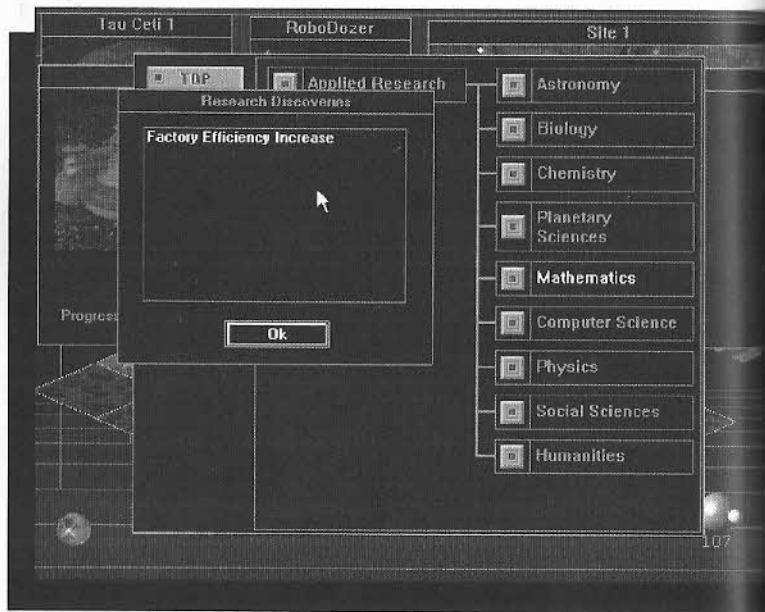 Tau Ceti 1
RoboDozer
Site 1
TOP
Applied Research
Research Discoveries
Factory Efficiency Increase
Ok
Progress
Astronomy
Biology
Chemistry
Planetary
Sciences
Mathematics
Computer Science
Physics
Social Sciences
Humanities
107